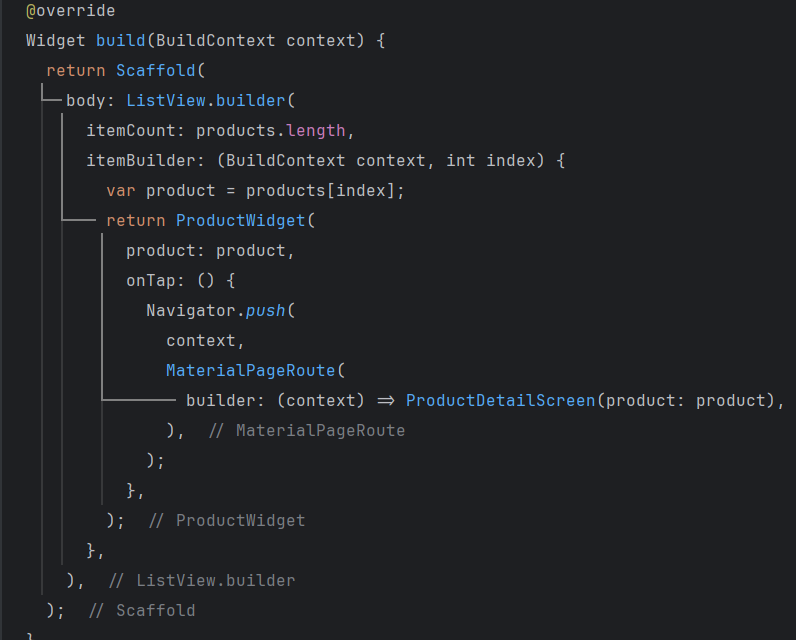 @override
Widget build(BuildContext context) {
return Scaffold(
body: ListView.builder(
itemCount: products.length,
itemBuilder: (BuildContext context, int index) {
var product = products[index];
return ProductWidget(
product: product,
onTap: () {
Navigator.push(
context,
MaterialPageRoute(
builder: (context) => ProductDetailScreen(product: product),
), // MaterialPageRoute
);
},
); // ProductWidget
},
), // ListView.builder
); // Scaffold
}